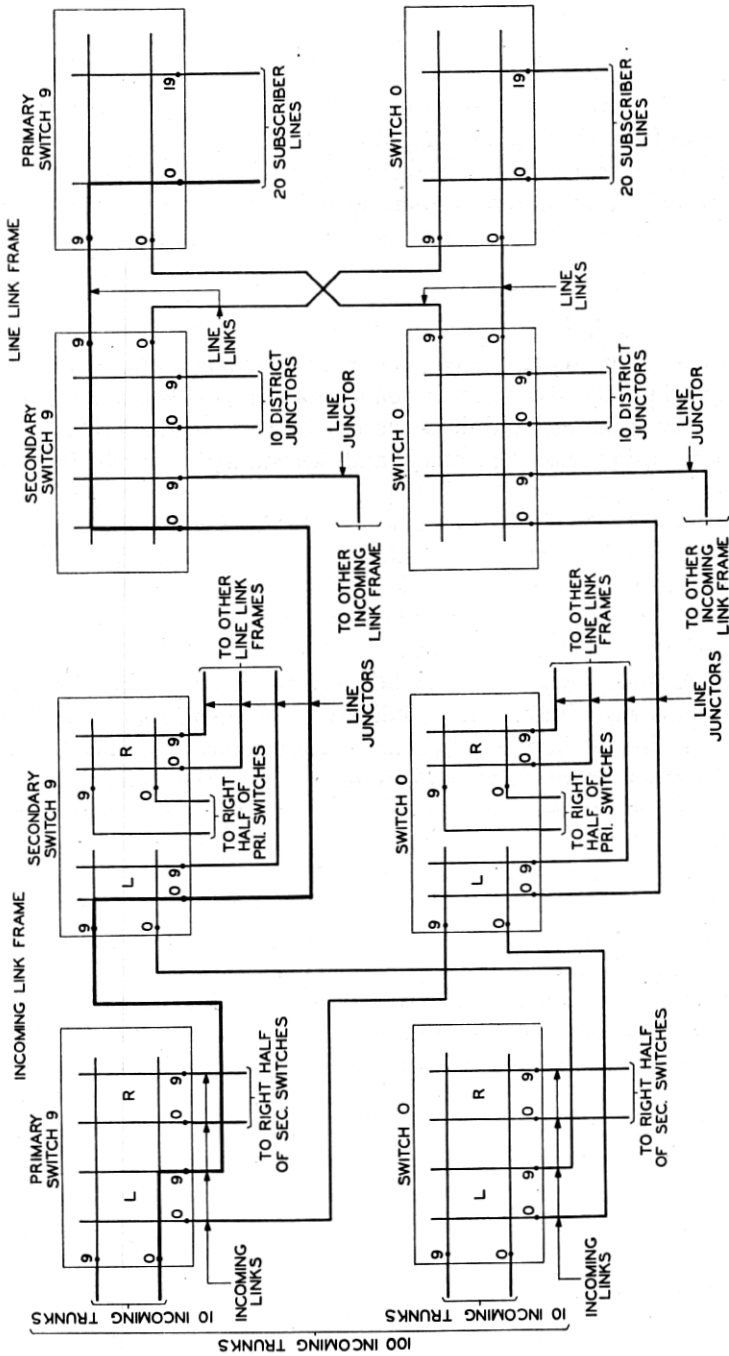 INCOMING LINK FRAME
LINE LINK FRAME
PRIMARY
SWITCH 9
SECONDARY
SWITCH 9
SECONDARY
SWITCH 9
PRIMARY
SWITCH 9
100 INCOMING TRUNKS
10 INCOMING TRUNKS
9
0
L
R
0
9
0
9
INCOMING
LINKS
TO RIGHT HALF
OF SEC. SWITCHES
9
0
L
0
9
9
0
R
0
9
TO RIGHT
HALF OF
PRI. SWITCHES
TO OTHER
LINE LINK
FRAMES
LINE
JUNCTORS
0
9
0
9
9
0
TO OTHER
INCOMING
LINK FRAME
LINE
JUNCTOR
10 DISTRICT
JUNCTORS
LINE
LINKS
9
0
0
19
20 SUBSCRIBER
LINES
SWITCH 0
SWITCH 0
SWITCH 0
SWITCH 0
10 INCOMING TRUNKS
9
0
L
R
0
9
0
9
INCOMING
LINKS
TO RIGHT HALF
OF SEC. SWITCHES
9
0
L
0
9
9
0
R
0
9
TO RIGHT
HALF OF
PRI. SWITCHES
TO OTHER
LINE LINK
FRAMES
LINE
JUNCTORS
0
9
0
9
9
0
TO OTHER
INCOMING
LINK FRAME
LINE
JUNCTOR
10 DISTRICT
JUNCTORS
LINE
LINKS
9
0
0
19
20 SUBSCRIBER
LINES